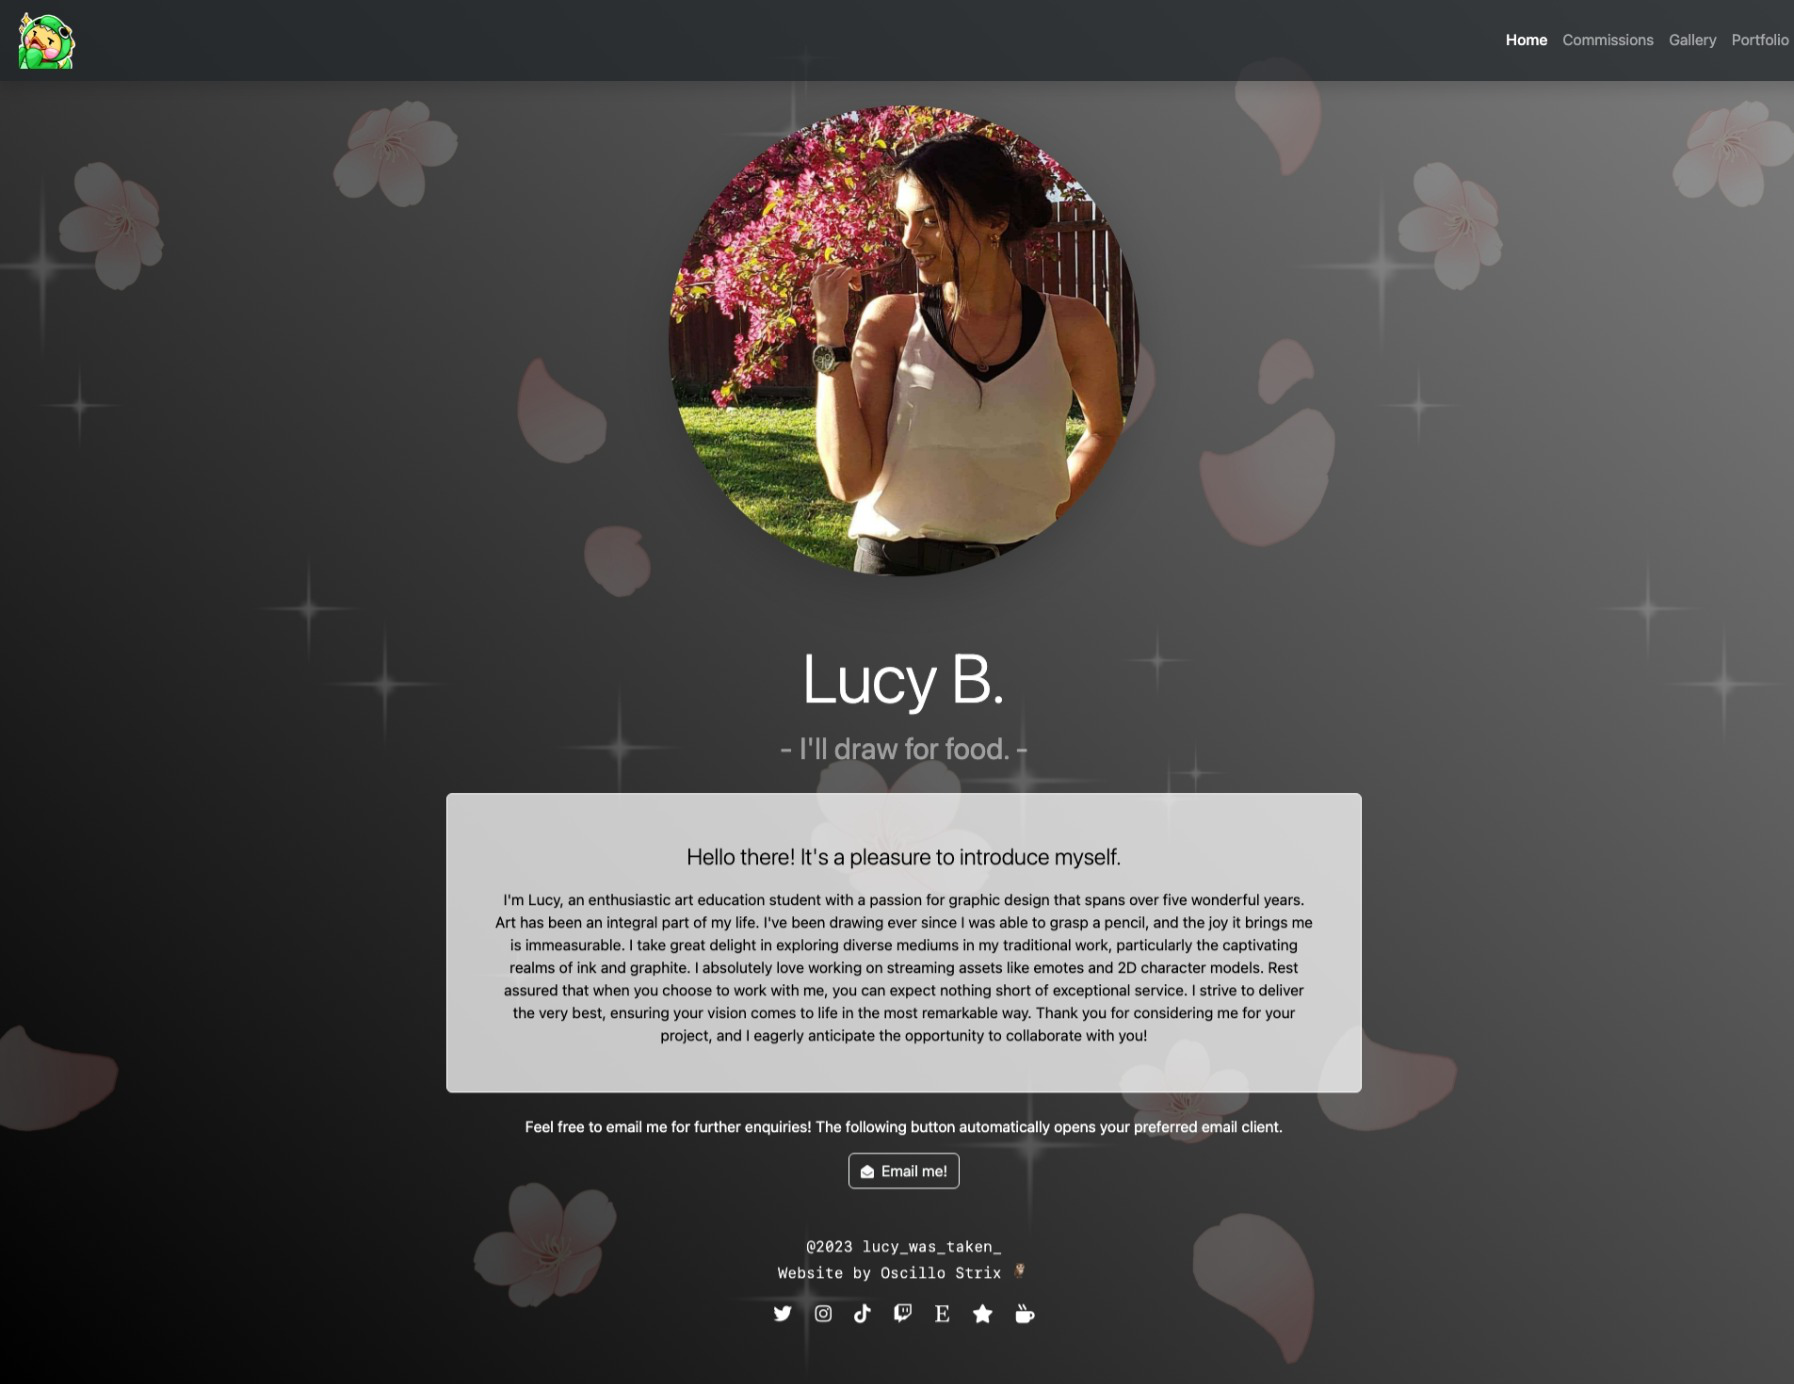 Home Commissions Gallery Portfolio
Lucy B.
- I'll draw for food. -
Hello there! It's a pleasure to introduce myself.
I'm Lucy, an enthusiastic art education student with a passion for graphic design that spans over five wonderful years.
Art has been an integral part of my life. I've been drawing ever since I was able to grasp a pencil, and the joy it brings me
is immeasurable. I take great delight in exploring diverse mediums in my traditional work, particularly the captivating
realms of ink and graphite. I absolutely love working on streaming assets like emotes and 2D character models. Rest
assured that when you choose to work with me, you can expect nothing short of exceptional service. I strive to deliver
the very best, ensuring your vision comes to life in the most remarkable way. Thank you for considering me for your
project, and I eagerly anticipate the opportunity to collaborate with you!
Feel free to email me for further enquiries! The following button automatically opens your preferred email client.
Email me!
@2023 lucy_was_taken_
Website by Oscillo Strix
E